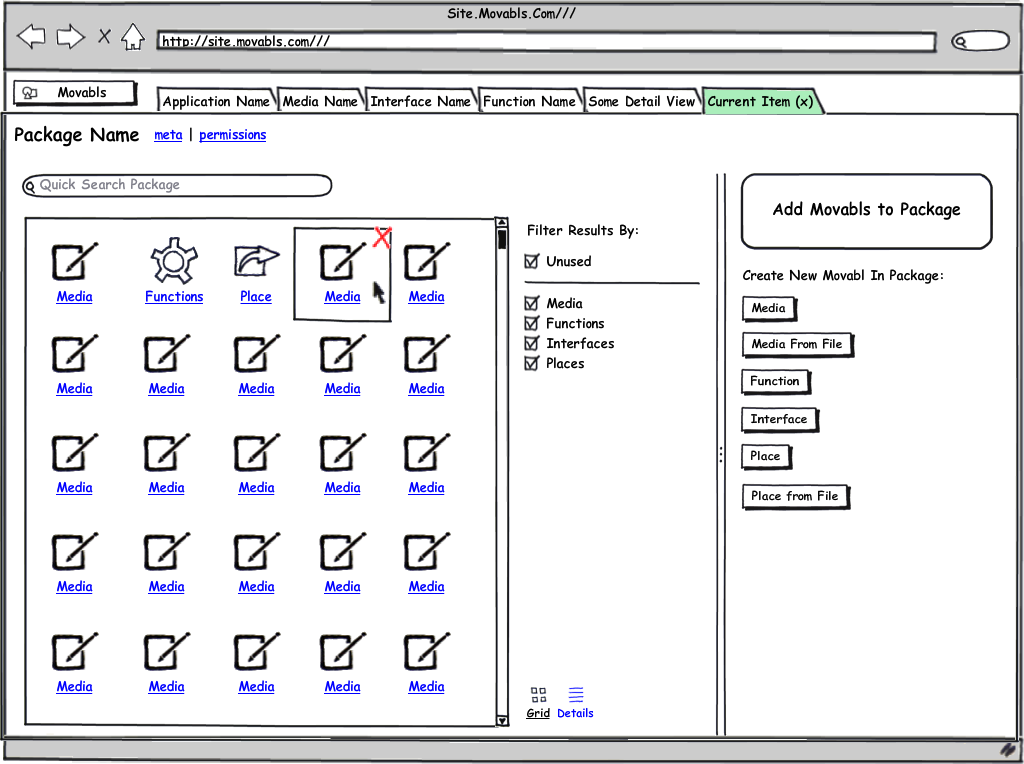 Site.Movabls.Com///
http://site.movabls.com///
Movabls
Application Name
Media Name
Interface Name
Function Name
Some Detail View
Current Item (x)
Package Name meta | permissions
Quick Search Package
Media Functions Place Media Media
Media Media Media Media Media
Media Media Media Media Media
Media Media Media Media Media
Media Media Media Media Media
Filter Results By:
Unused
Media
Functions
Interfaces
Places
Grid Details
Add Movabls to Package
Create New Movabl In Package:
Media
Media From File
Function
Interface
Place
Place from File